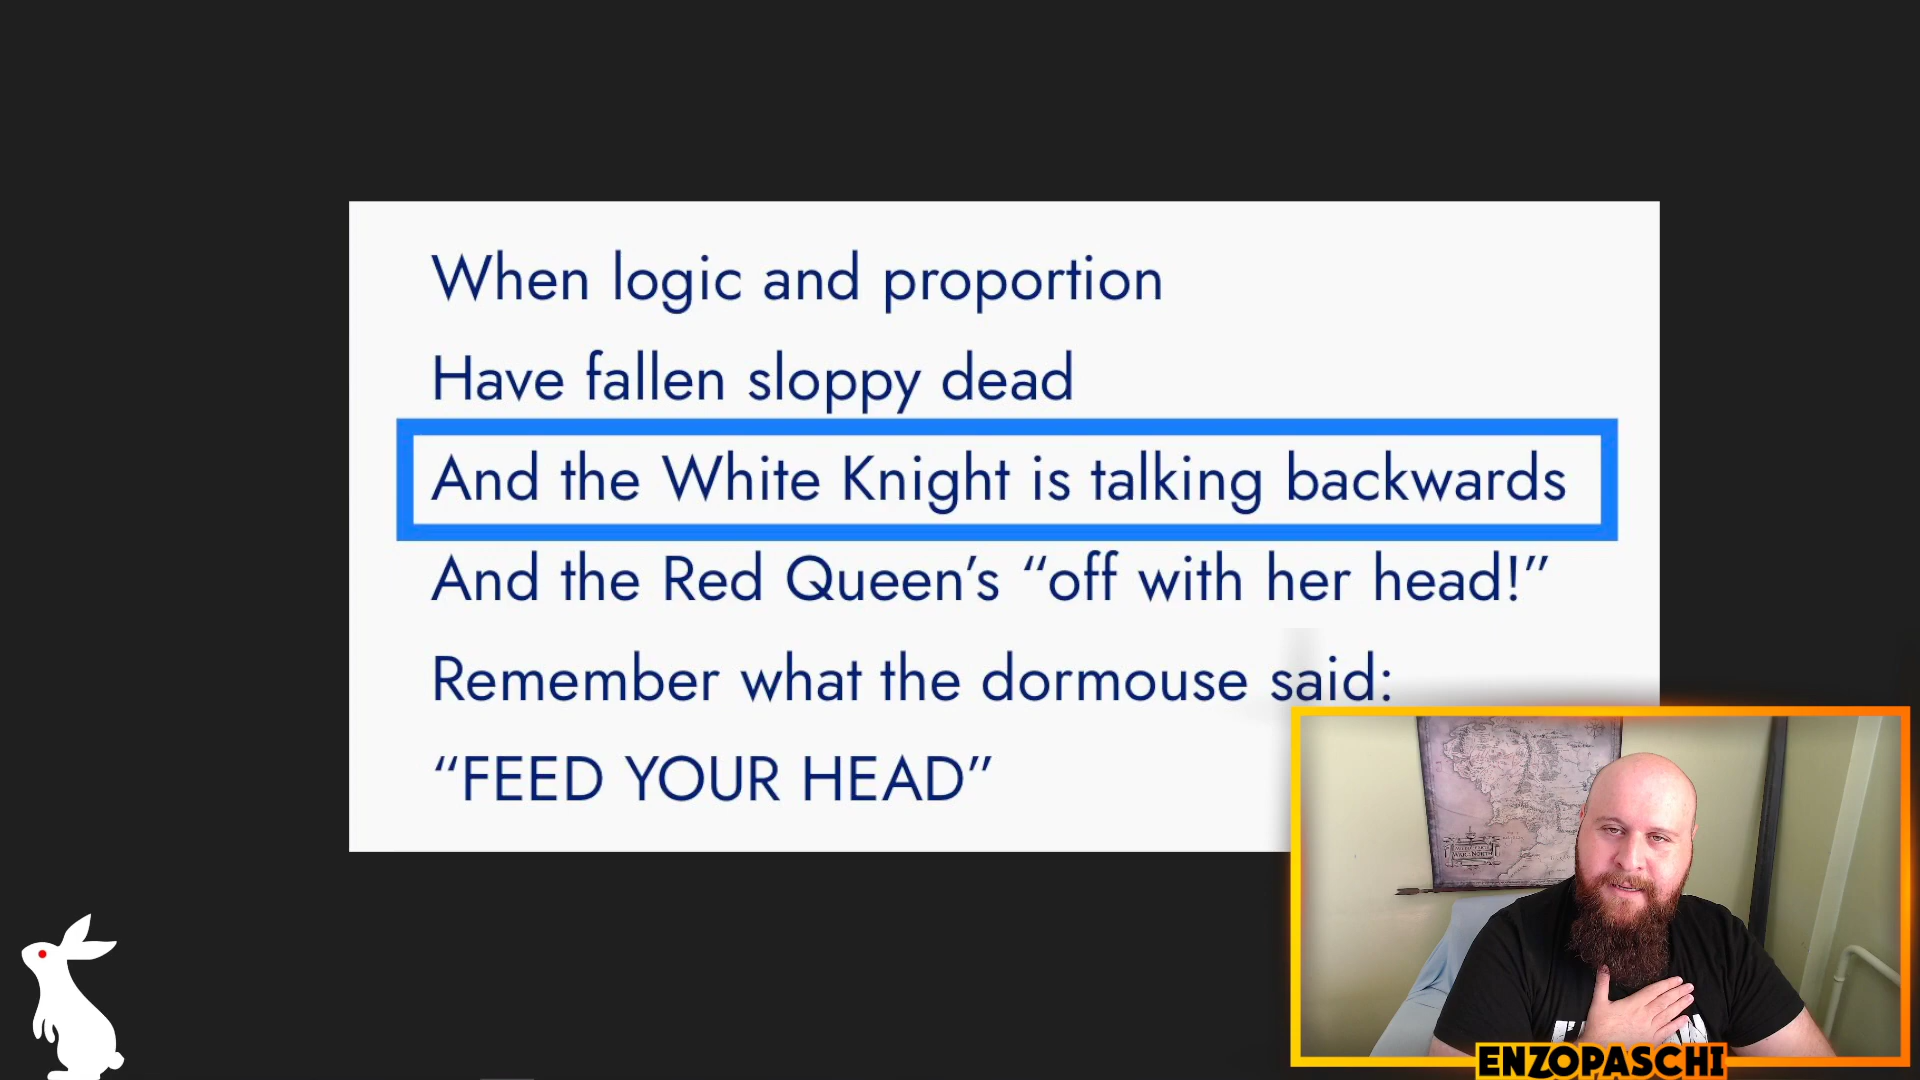 When logic and proportion
Have fallen sloppy dead
And the White Knight is talking backwards
And the Red Queen’s “off with her head!”
Remember what the dormouse said:
“FEED YOUR HEAD”
ENZOPASCHI